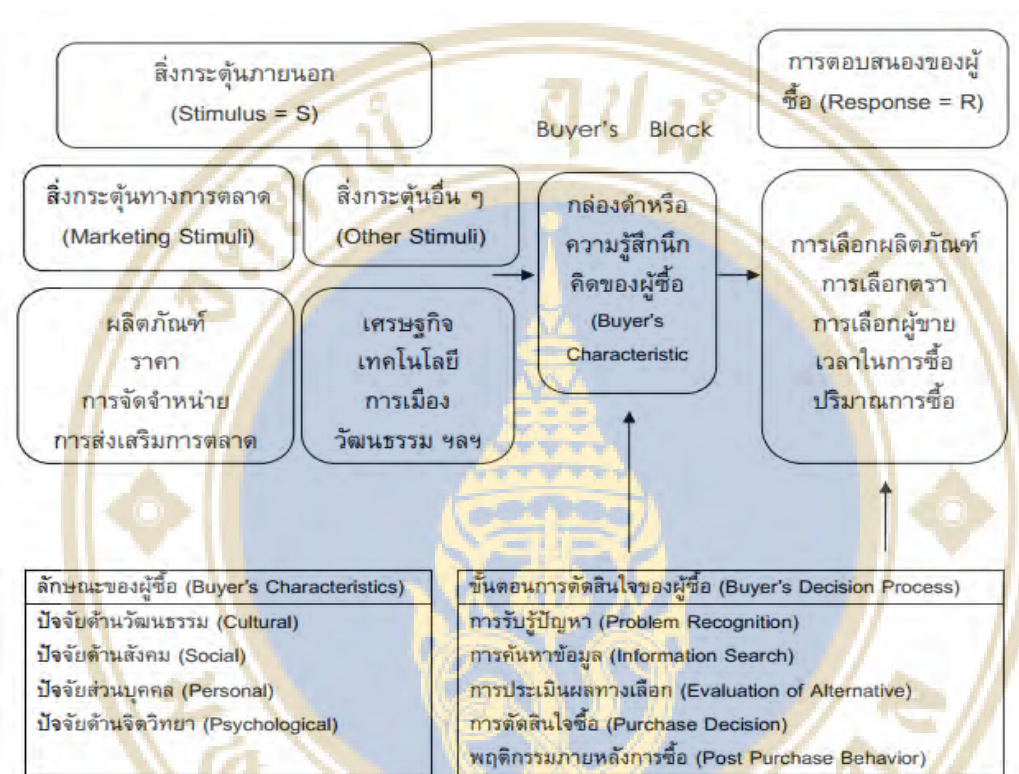 สิ่งกระตุ้นภายนอก
(Stimulus = S)
การตอบสนองของผู้
ซื้อ (Response = R)
Buyer's Black
สิ่งกระตุ้นทางการตลาด
(Marketing Stimuli)
สิ่งกระตุ้นอื่น ๆ
(Other Stimuli)
ผลิตภัณฑ์
ราคา
การจัดจำหน่าย
การส่งเสริมการตลาด
เศรษฐกิจ
เทคโนโลยี
การเมือง
วัฒนธรรม ฯลฯ
กล่องดำหรือ
ความรู้สึกนึก
คิดของผู้ซื้อ
(Buyer's
Characteristic
การเลือกผลิตภัณฑ์
การเลือกตรา
การเลือกผู้ขาย
เวลาในการซื้อ
ปริมาณการซื้อ
ลักษณะของผู้ซื้อ (Buyer's Characteristics)
ปัจจัยด้านวัฒนธรรม (Cultural)
ปัจจัยด้านสังคม (Social)
ปัจจัยส่วนบุคคล (Personal)
ปัจจัยด้านจิตวิทยา (Psychological)
ขั้นตอนการตัดสินใจของผู้ซื้อ (Buyer's Decision Process)
การรับรู้ปัญหา (Problem Recognition)
การค้นหาข้อมูล (Information Search)
การประเมินผลทางเลือก (Evaluation of Alternative)
การตัดสินใจซื้อ (Purchase Decision)
พฤติกรรมภายหลังการซื้อ (Post Purchase Behavior)